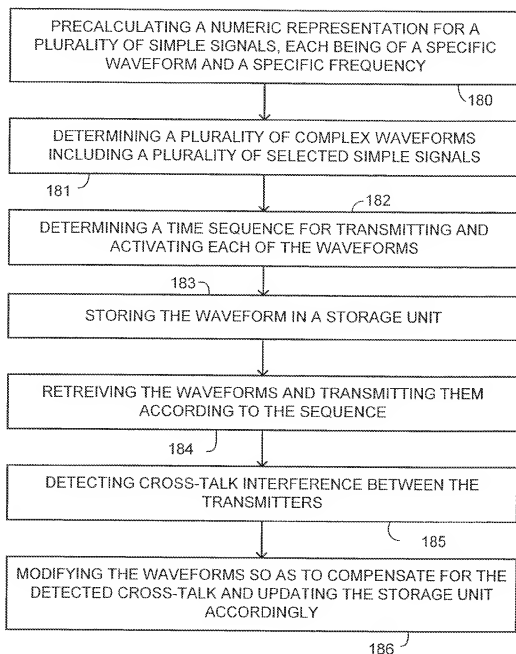 PRECALCULATING A NUMERIC REPRESENTATION FOR A
PLURALITY OF SIMPLE SIGNALS, EACH BEING OF A SPECIFIC
WAVEFORM AND A SPECIFIC FREQUENCY
180
DETERMINING A PLURALITY OF COMPLEX WAVEFORMS
INCLUDING A PLURALITY OF SELECTED SIMPLE SIGNALS
181
182
DETERMINING A TIME SEQUENCE FOR TRANSMITTING AND
ACTIVATING EACH OF THE WAVEFORMS
183
STORING THE WAVEFORM IN A STORAGE UNIT
RETREIVING THE WAVEFORMS AND TRANSMITTING THEM
ACCORDING TO THE SEQUENCE
184
DETECTING CROSS-TALK INTERFERENCE BETWEEN THE
TRANSMITTERS
185
MODIFYING THE WAVEFORMS SO AS TO COMPENSATE FOR THE
DETECTED CROSS-TALK AND UPDATING THE STORAGE UNIT
ACCORDINGLY
186